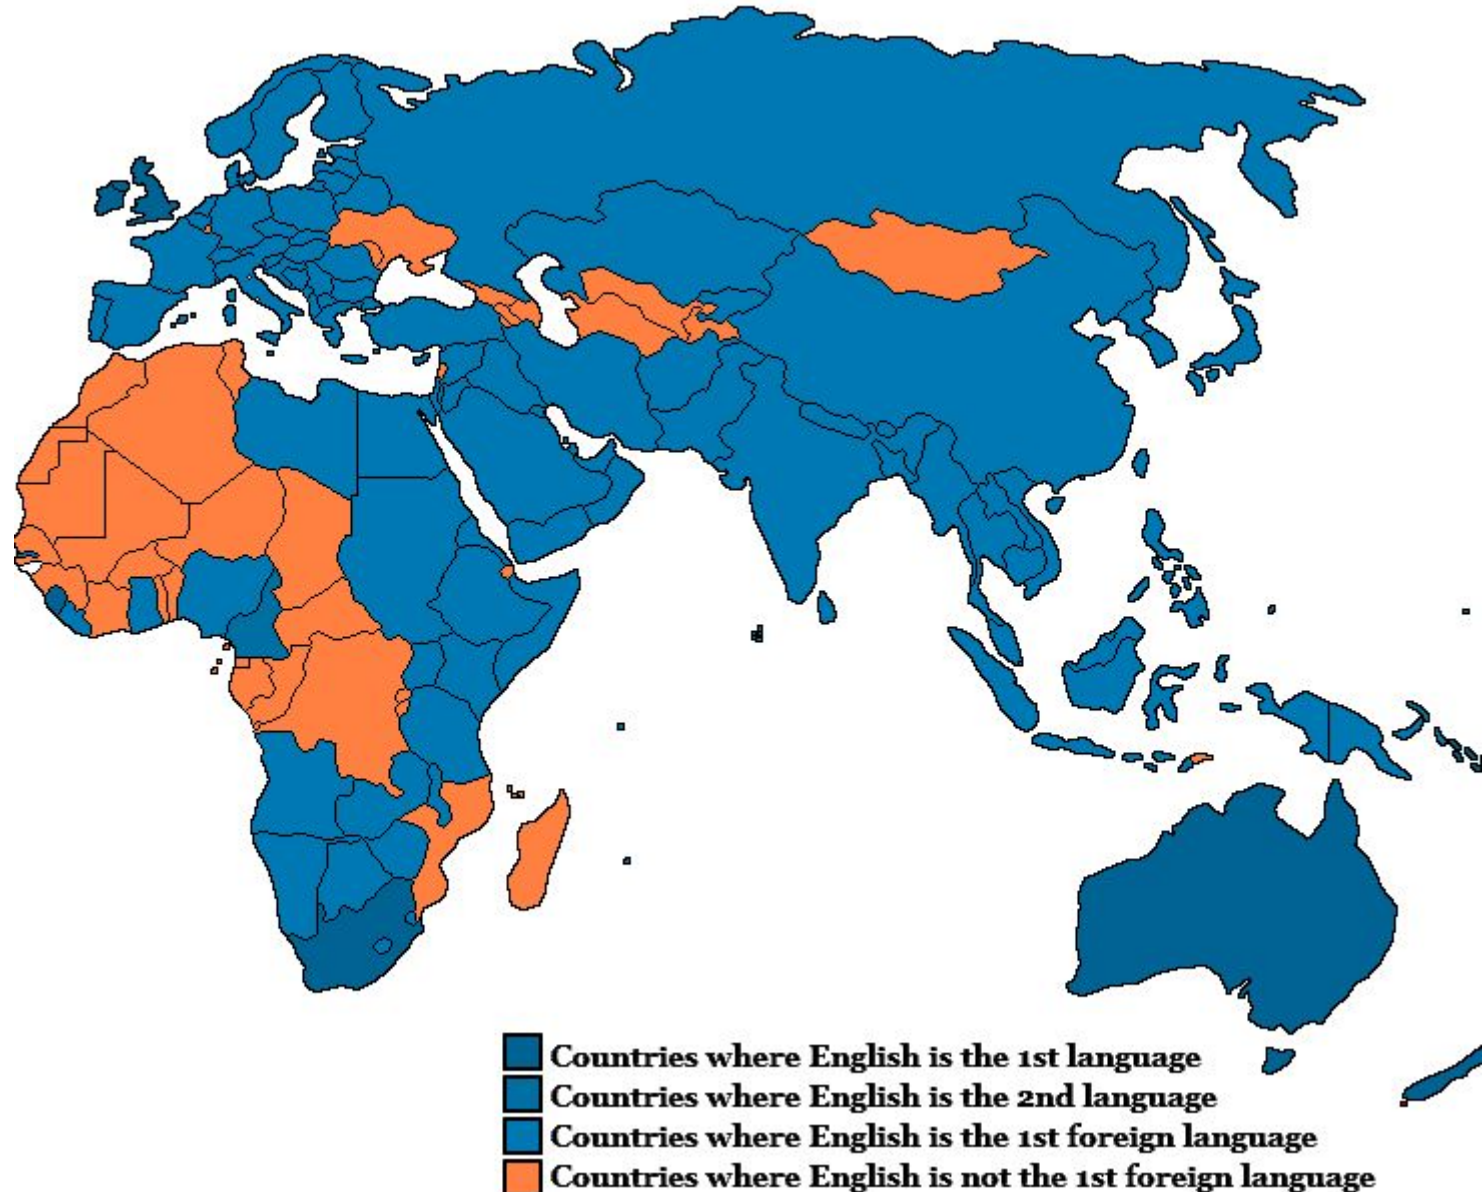 Countries where English is the 1st language
Countries where English is the 2nd language
Countries where English is the 1st foreign language
Countries where English is not the 1st foreign language